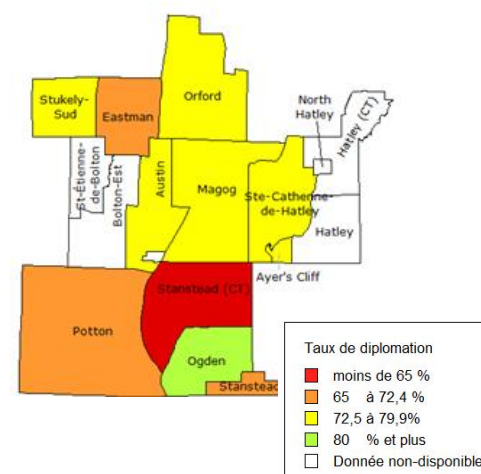 Stukely-
Sud
Eastman
Orford
North
Hatley
Hatley (CT)
St-Étienne-
de-Bolton
Bolton-Est
Austin
Magog
Ste-Catherine-
de-Hatley
Hatley
Ayer's Cliff
Stanstead (CT)
Potton
Ogden
Stanstead
Taux de diplomation
moins de 65 %
65 à 72,4 %
72,5 à 79,9%
80 % et plus
Donnée non-disponible